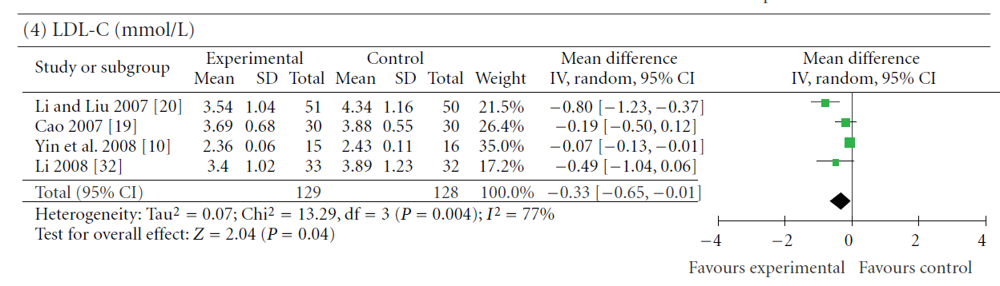 (4) LDL-C (mmol/L)
Study or subgroup Experimental Control Mean difference Mean difference
Mean SD Total Mean SD Total Weight IV, random, 95% CI IV, random, 95% CI
Li and Liu 2007 [20] 3.54 1.04 51 4.34 1.16 50 21.5% −0.80 [−1.23, −0.37]
Cao 2007 [19] 3.69 0.68 30 3.88 0.55 30 26.4% −0.19 [−0.50, 0.12]
Yin et al. 2008 [10] 2.36 0.06 15 2.43 0.11 16 35.0% −0.07 [−0.13, −0.01]
Li 2008 [32] 3.4 1.02 33 3.89 1.23 32 17.2% −0.49 [−1.04, 0.06]
Total (95% CI) 129 128 100.0% −0.33 [−0.65, −0.01]
Heterogeneity: Tau² = 0.07; Chi² = 13.29, df = 3 (P = 0.004); I² = 77%
Test for overall effect: Z = 2.04 (P = 0.04)
−4 −2 0 2 4
Favours experimental Favours control